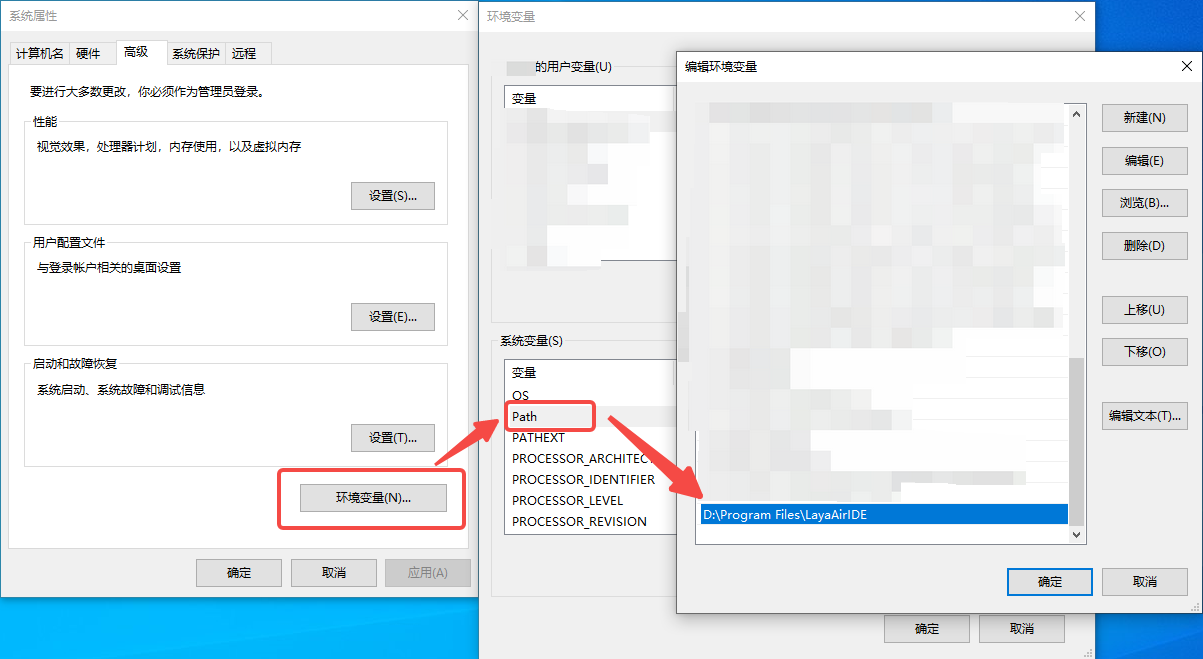 系统属性
计算机名
硬件
高级
系统保护
远程
要进行大多数更改，你必须作为管理员登录。
性能
视觉效果，处理器计划，内存使用，以及虚拟内存
设置(S)...
用户配置文件
与登录帐户相关的桌面设置
设置(E)...
启动和故障恢复
系统启动、系统故障和调试信息
设置(T)...
环境变量(N)...
确定
取消
应用(A)
环境变量
的用户变量(U)
变量
系统变量(S)
变量
OS
Path
PATHEXT
PROCESSOR_ARCHITECT
PROCESSOR_IDENTIFIER
PROCESSOR_LEVEL
PROCESSOR_REVISION
确定
取消
编辑环境变量
D:\Program Files\LayaAirIDE
新建(N)
编辑(E)
浏览(B)...
删除(D)
上移(U)
下移(O)
编辑文本(T)...
确定
取消